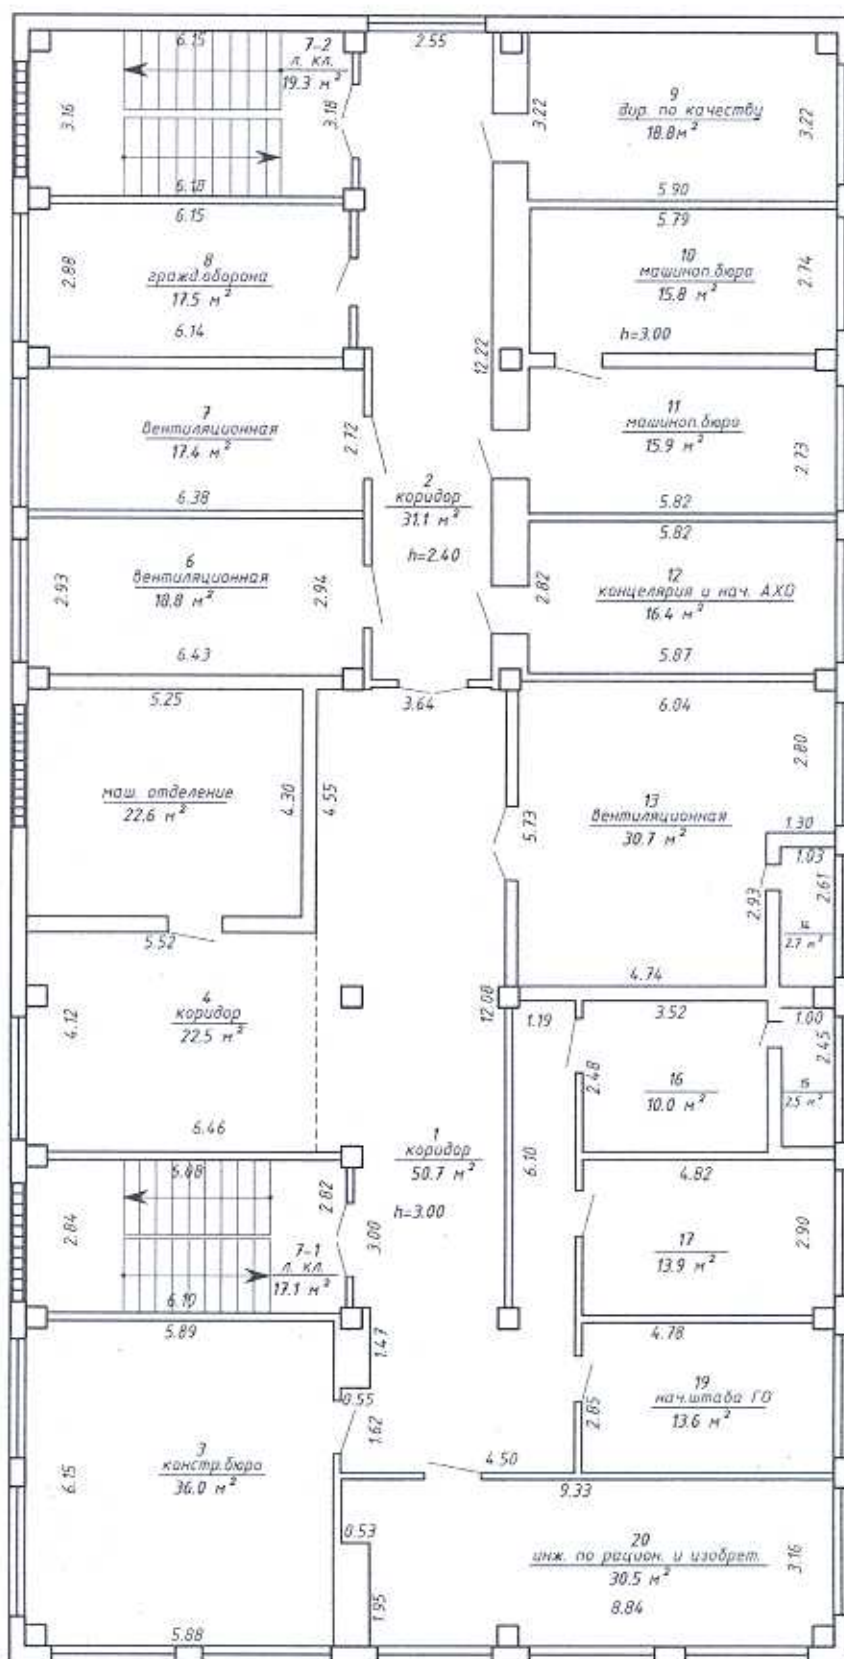 6.15
7-2
л. кл.
19.3 м²
2.55
3.16
3.18
6.18
3.22
9
дир. по качеству
18.8м²
3.22
5.90
6.15
2.88
8
гражд.оборона
17.5 м²
6.14
5.79
10
машиноп.бюро
15.8 м²
2.74
h=3.00
12.22
7
вентиляционная
17.4 м²
2.72
6.38
11
машиноп.бюро
15.9 м²
2.73
5.82
2
коридор
31.1 м²
h=2.40
6
вентиляционная
18.8 м²
2.93
2.94
6.43
5.82
2.82
12
концелярия и нач. АХО
16.4 м²
5.87
5.25
3.64
6.04
маш. отделение
22.6 м²
4.30
4.55
2.80
13
вентиляционная
30.7 м²
5.73
1.30
1.03
2.61
2.93
14
2.7 м²
5.52
4.74
4.12
4
коридор
22.5 м²
6.46
12.08
1.19
3.52
1.00
2.45
2.48
16
10.0 м²
15
2.5 м²
1
коридор
50.7 м²
h=3.00
6.10
5.88
2.82
2.84
3.00
7-1
л. кл.
17.1 м²
6.10
4.82
17
13.9 м²
2.90
5.89
1.47
4.78
19
нач.штаба ГО
13.6 м²
2.85
0.55
1.62
3
констр.бюро
36.0 м²
6.15
4.50
9.33
0.53
20
инж. по рацион. и изобрет.
30.5 м²
3.16
1.95
8.84
5.88